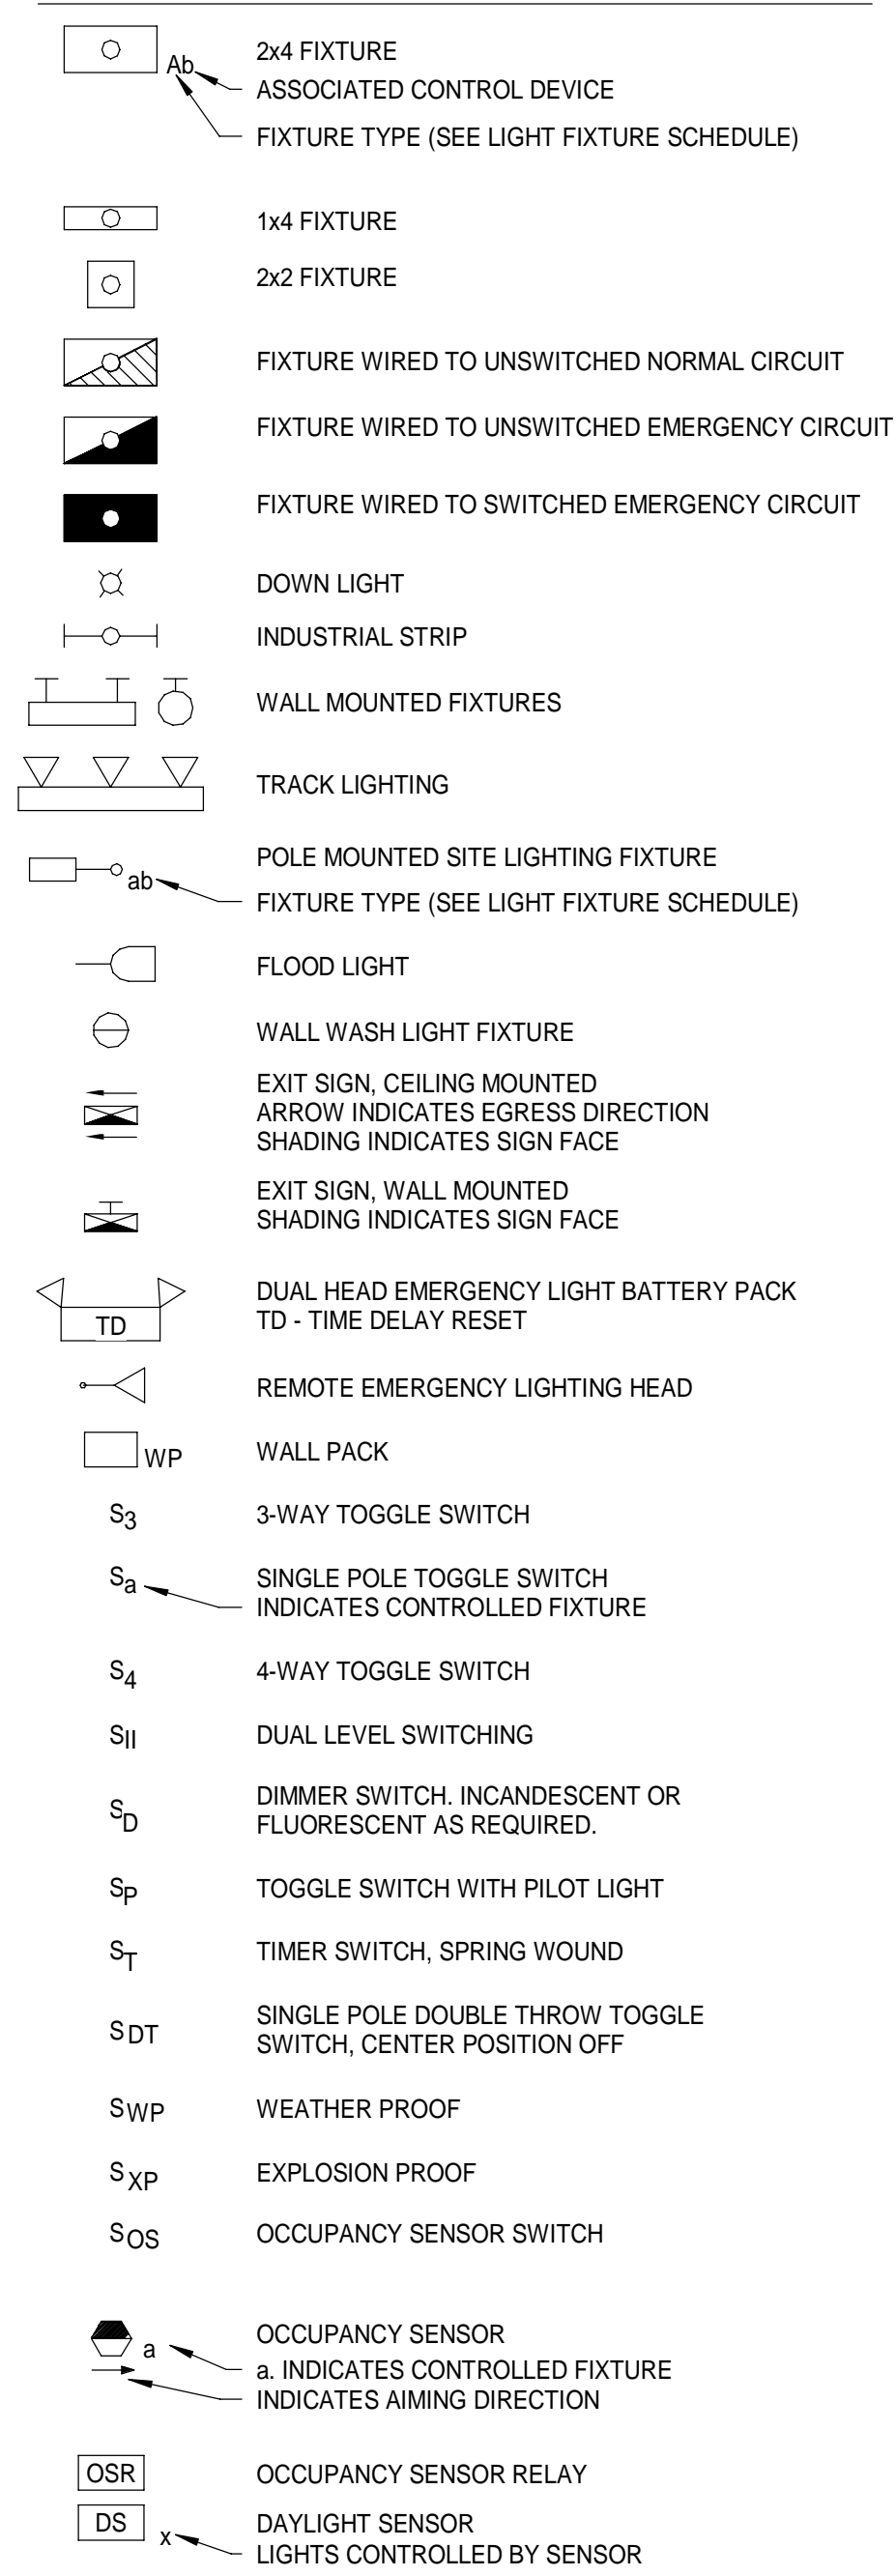 2x4 FIXTURE
Ab
ASSOCIATED CONTROL DEVICE
FIXTURE TYPE (SEE LIGHT FIXTURE SCHEDULE)
1x4 FIXTURE
2x2 FIXTURE
FIXTURE WIRED TO UNSWITCHED NORMAL CIRCUIT
FIXTURE WIRED TO UNSWITCHED EMERGENCY CIRCUIT
FIXTURE WIRED TO SWITCHED EMERGENCY CIRCUIT
DOWN LIGHT
INDUSTRIAL STRIP
WALL MOUNTED FIXTURES
TRACK LIGHTING
POLE MOUNTED SITE LIGHTING FIXTURE
ab
FIXTURE TYPE (SEE LIGHT FIXTURE SCHEDULE)
FLOOD LIGHT
WALL WASH LIGHT FIXTURE
EXIT SIGN, CEILING MOUNTED
ARROW INDICATES EGRESS DIRECTION
SHADING INDICATES SIGN FACE
EXIT SIGN, WALL MOUNTED
SHADING INDICATES SIGN FACE
DUAL HEAD EMERGENCY LIGHT BATTERY PACK
TD TD - TIME DELAY RESET
REMOTE EMERGENCY LIGHTING HEAD
WP WALL PACK
S3 3-WAY TOGGLE SWITCH
Sa SINGLE POLE TOGGLE SWITCH
INDICATES CONTROLLED FIXTURE
S4 4-WAY TOGGLE SWITCH
SII DUAL LEVEL SWITCHING
SD DIMMER SWITCH. INCANDESCENT OR
FLUORESCENT AS REQUIRED.
SP TOGGLE SWITCH WITH PILOT LIGHT
ST TIMER SWITCH, SPRING WOUND
SDT SINGLE POLE DOUBLE THROW TOGGLE
SWITCH, CENTER POSITION OFF
SWP WEATHER PROOF
SXP EXPLOSION PROOF
SOS OCCUPANCY SENSOR SWITCH
OCCUPANCY SENSOR
a a. INDICATES CONTROLLED FIXTURE
INDICATES AIMING DIRECTION
OSR OCCUPANCY SENSOR RELAY
DS DAYLIGHT SENSOR
x LIGHTS CONTROLLED BY SENSOR